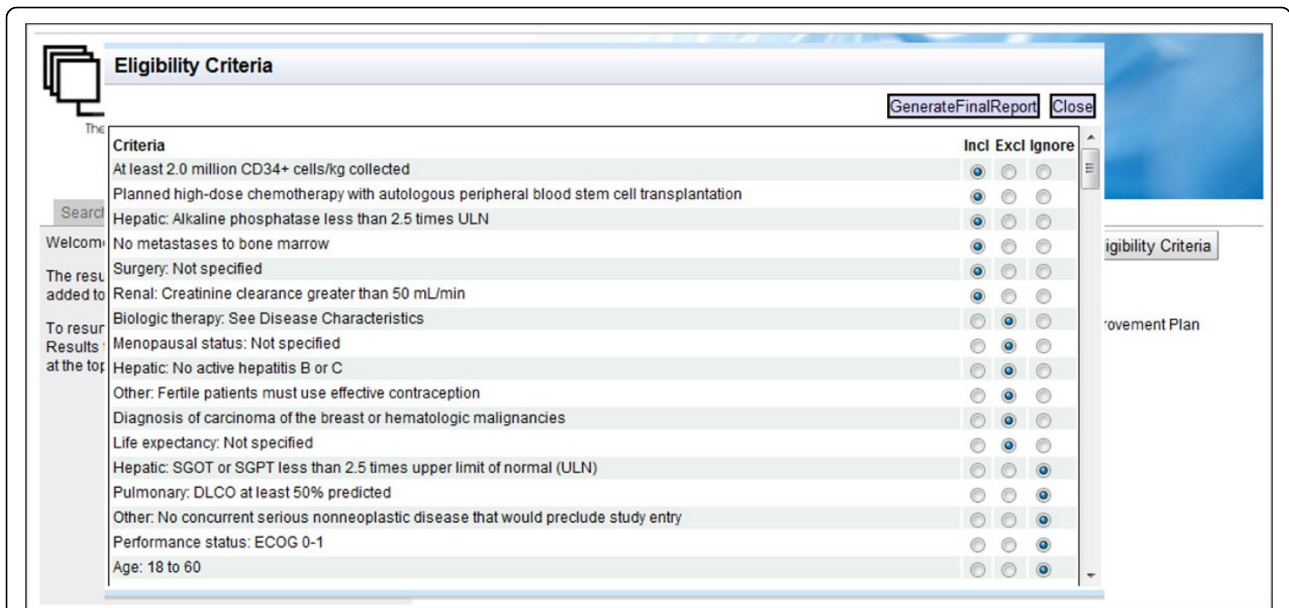 Eligibility Criteria
GenerateFinalReport Close
The
Criteria Incl Excl Ignore
At least 2.0 million CD34+ cells/kg collected
Planned high-dose chemotherapy with autologous peripheral blood stem cell transplantation
Search
Hepatic: Alkaline phosphatase less than 2.5 times ULN
Welcom No metastases to bone marrow igibility Criteria
Surgery: Not specified
The resu
added to Renal: Creatinine clearance greater than 50 mL/min
Biologic therapy: See Disease Characteristics
To resur rovement Plan
Menopausal status: Not specified
Results
at the top Hepatic: No active hepatitis B or C
Other: Fertile patients must use effective contraception
Diagnosis of carcinoma of the breast or hematologic malignancies
Life expectancy: Not specified
Hepatic: SGOT or SGPT less than 2.5 times upper limit of normal (ULN)
Pulmonary: DLCO at least 50% predicted
Other: No concurrent serious nonneoplastic disease that would preclude study entry
Performance status: ECOG 0-1
Age: 18 to 60